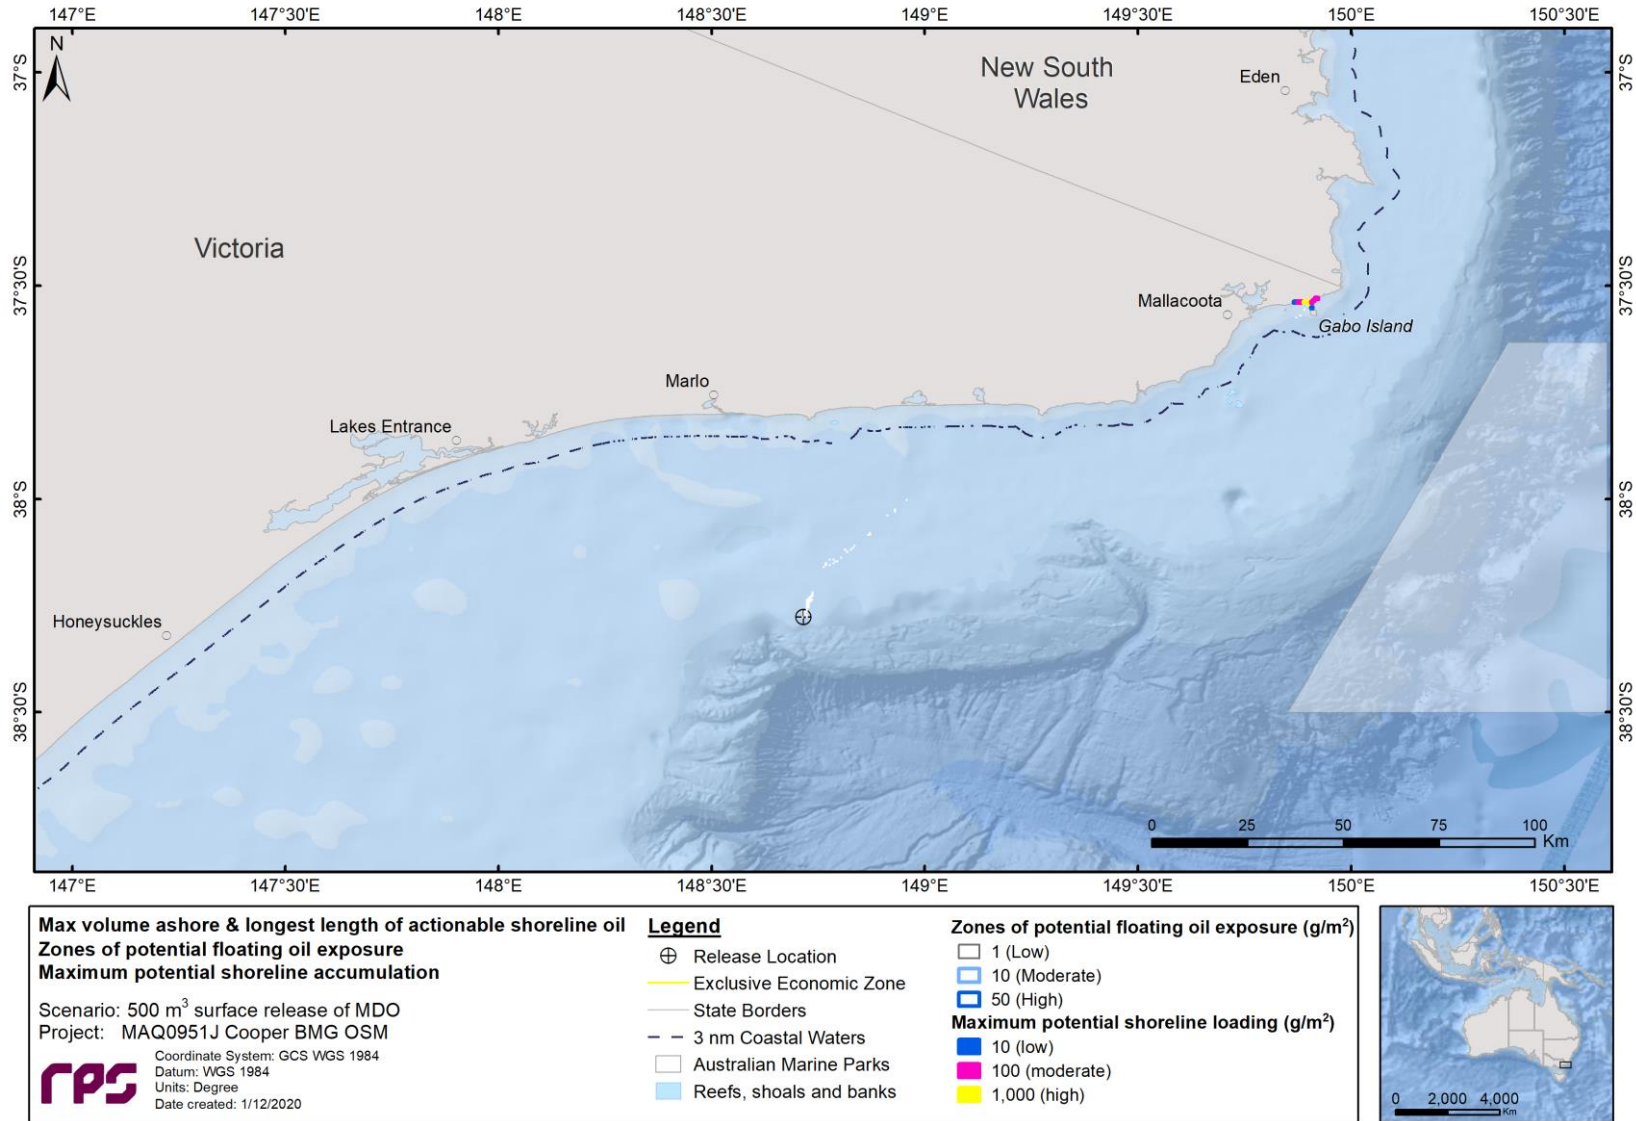 147°E 147°30'E 148°E 148°30'E 149°E 149°30'E 150°E 150°30'E
N
37°S
37°S
New South
Wales
Eden
Victoria
37°30'S
37°30'S
Mallacoota
Gabo Island
Marlo
Lakes Entrance
38°S
38°S
Honeysuckles
38°30'S
38°30'S
0 25 50 75 100
Km
147°E 147°30'E 148°E 148°30'E 149°E 149°30'E 150°E 150°30'E
Max volume ashore & longest length of actionable shoreline oil
Zones of potential floating oil exposure
Maximum potential shoreline accumulation
Scenario: 500 m³ surface release of MDO
Project: MAQ0951J Cooper BMG OSM
rps
Coordinate System: GCS WGS 1984
Datum: WGS 1984
Units: Degree
Date created: 1/12/2020
Legend
Release Location
Exclusive Economic Zone
State Borders
3 nm Coastal Waters
Australian Marine Parks
Reefs, shoals and banks
Zones of potential floating oil exposure (g/m²)
1 (Low)
10 (Moderate)
50 (High)
Maximum potential shoreline loading (g/m²)
10 (low)
100 (moderate)
1,000 (high)
0 2,000 4,000
Km